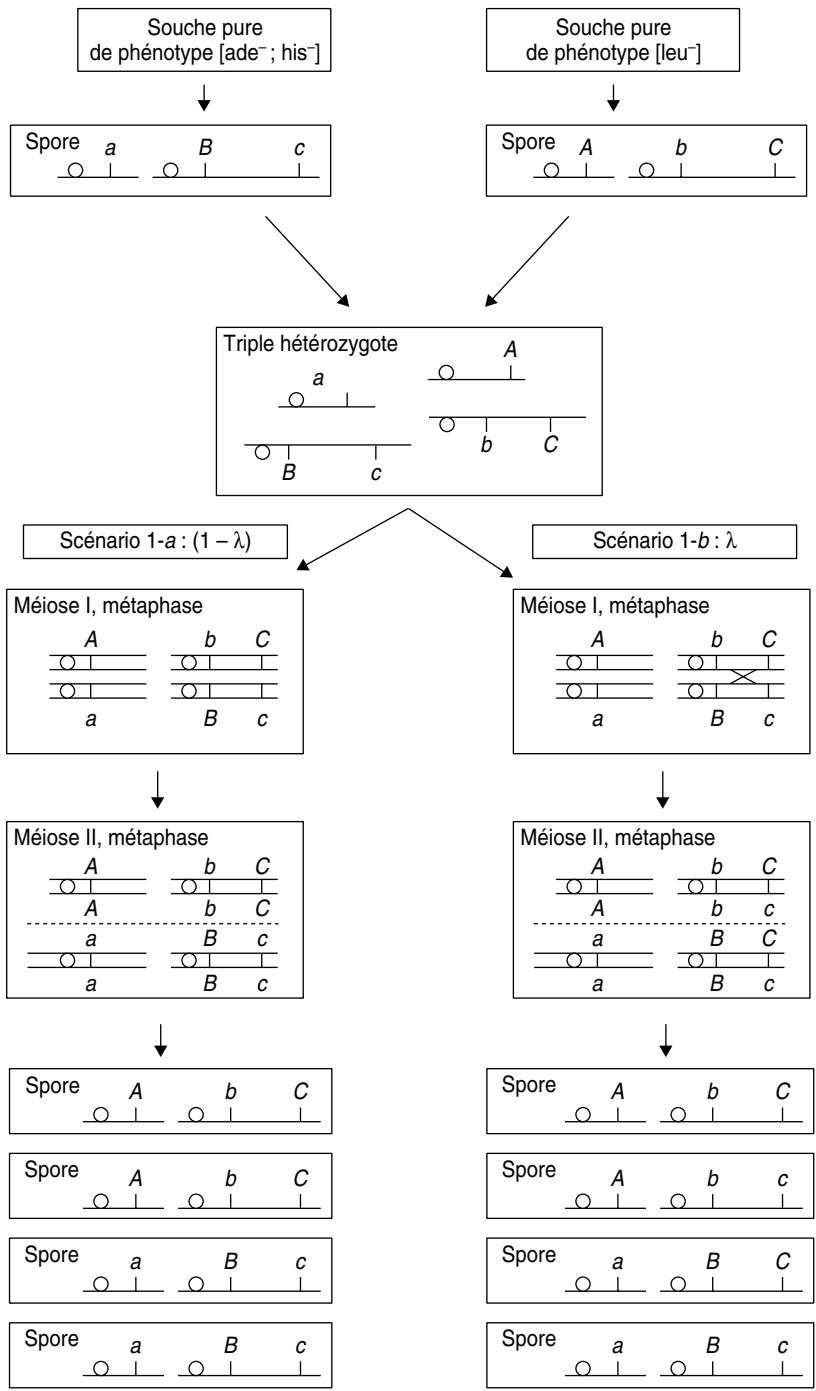 Souche pure
de phénotype [ade– ; his–]
Souche pure
de phénotype [leu–]
Spore a B c
Spore A b C
Triple hétérozygote
A
a
b C
B c
Scénario 1-a : (1 – λ)
Scénario 1-b : λ
Méiose I, métaphase
A b C
a B c
Méiose I, métaphase
A b C
a B c
Méiose II, métaphase
A b C
A b C
a B c
a B c
Méiose II, métaphase
A b C
A b c
a B C
a B c
Spore A b C
Spore A b C
Spore a B c
Spore a B c
Spore A b C
Spore A b c
Spore a B C
Spore a B c